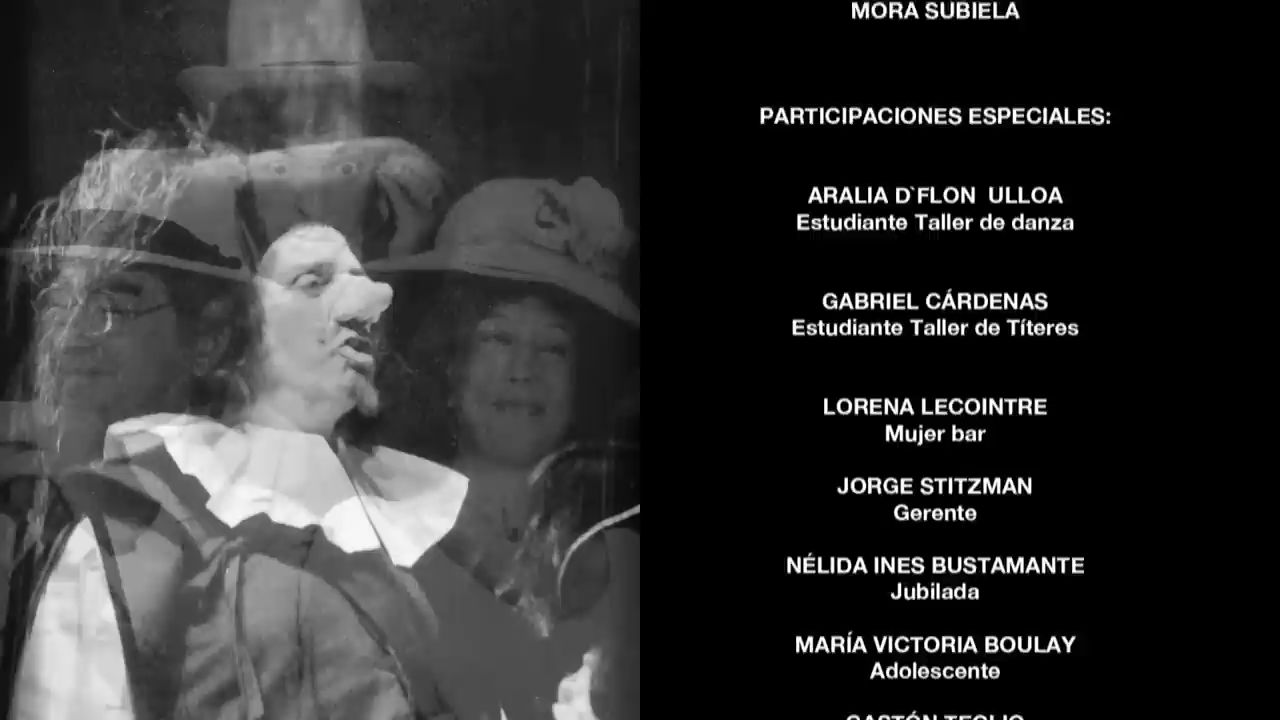 MORA SUBIELA
PARTICIPACIONES ESPECIALES:
ARALIA D`FLON ULLOA
Estudiante Taller de danza
GABRIEL CÁRDENAS
Estudiante Taller de Títeres
LORENA LECOINTRE
Mujer bar
JORGE STITZMAN
Gerente
NÉLIDA INES BUSTAMANTE
Jubilada
MARÍA VICTORIA BOULAY
Adolescente